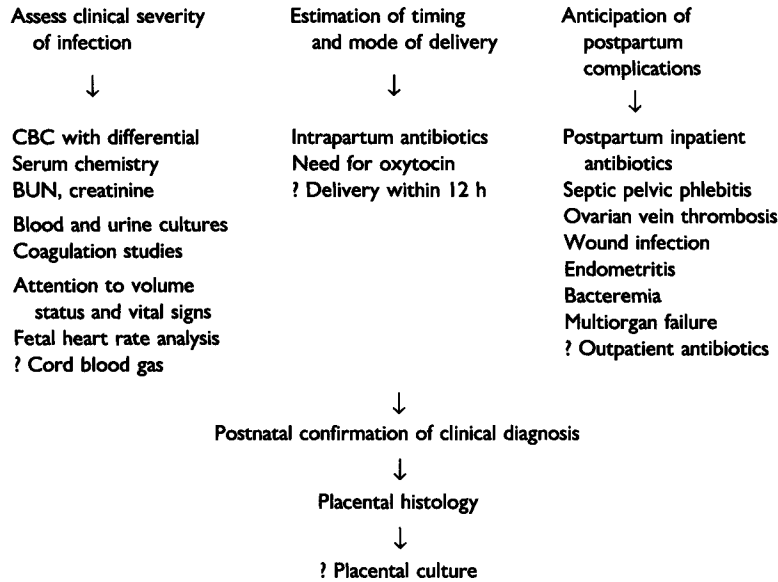 Assess clinical severity
of infection
↓
CBC with differential
Serum chemistry
BUN, creatinine
Blood and urine cultures
Coagulation studies
Attention to volume
status and vital signs
Fetal heart rate analysis
? Cord blood gas
Estimation of timing
and mode of delivery
↓
Intrapartum antibiotics
Need for oxytocin
? Delivery within 12 h
Anticipation of
postpartum
complications
↓
Postpartum inpatient
antibiotics
Septic pelvic phlebitis
Ovarian vein thrombosis
Wound infection
Endometritis
Bacteremia
Multiorgan failure
? Outpatient antibiotics
↓
Postnatal confirmation of clinical diagnosis
↓
Placental histology
↓
? Placental culture